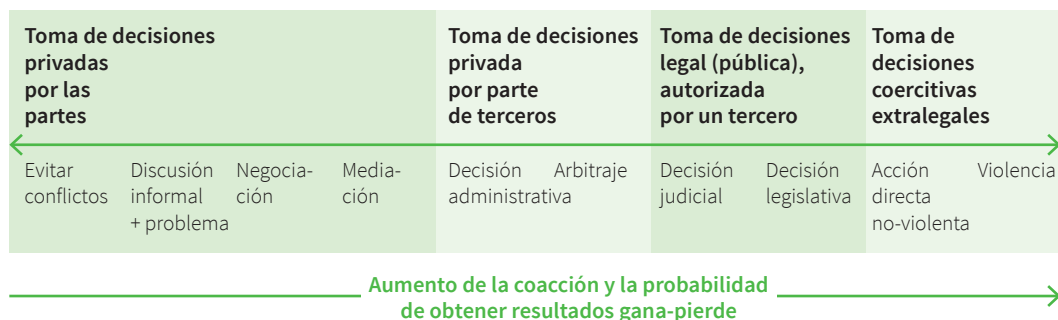 Toma de decisiones
privadas
por las
partes
Toma de decisiones
privada
por parte
de terceros
Toma de decisiones
legal (pública),
autorizada
por un tercero
Toma de
decisiones
coercitivas
extralegales
Evitar
conflictos
Discusión
informal
+ problema
Negocia-
ción
Media-
ción
Decisión
administrativa
Arbitraje
Decisión
judicial
Decisión
legislativa
Acción
directa
no-violenta
Violencia
Aumento de la coacción y la probabilidad
de obtener resultados gana-pierde